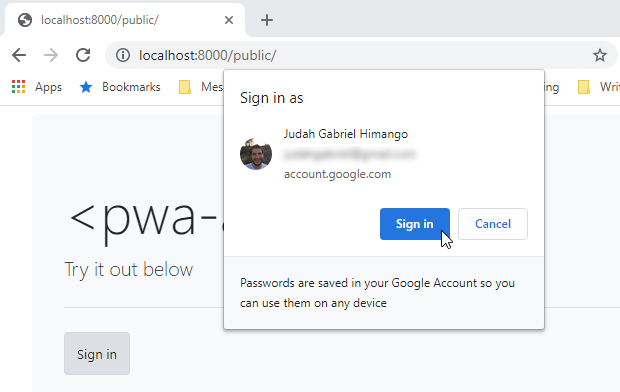 localhost:8000/public/
localhost:8000/public/
Apps Bookmarks Mes ing Writ
Sign in as
Judah Gabriel Himango
account.google.com
Sign in Cancel
Passwords are saved in your Google Account so you
can use them on any device
<pwa-
Try it out below
Sign in